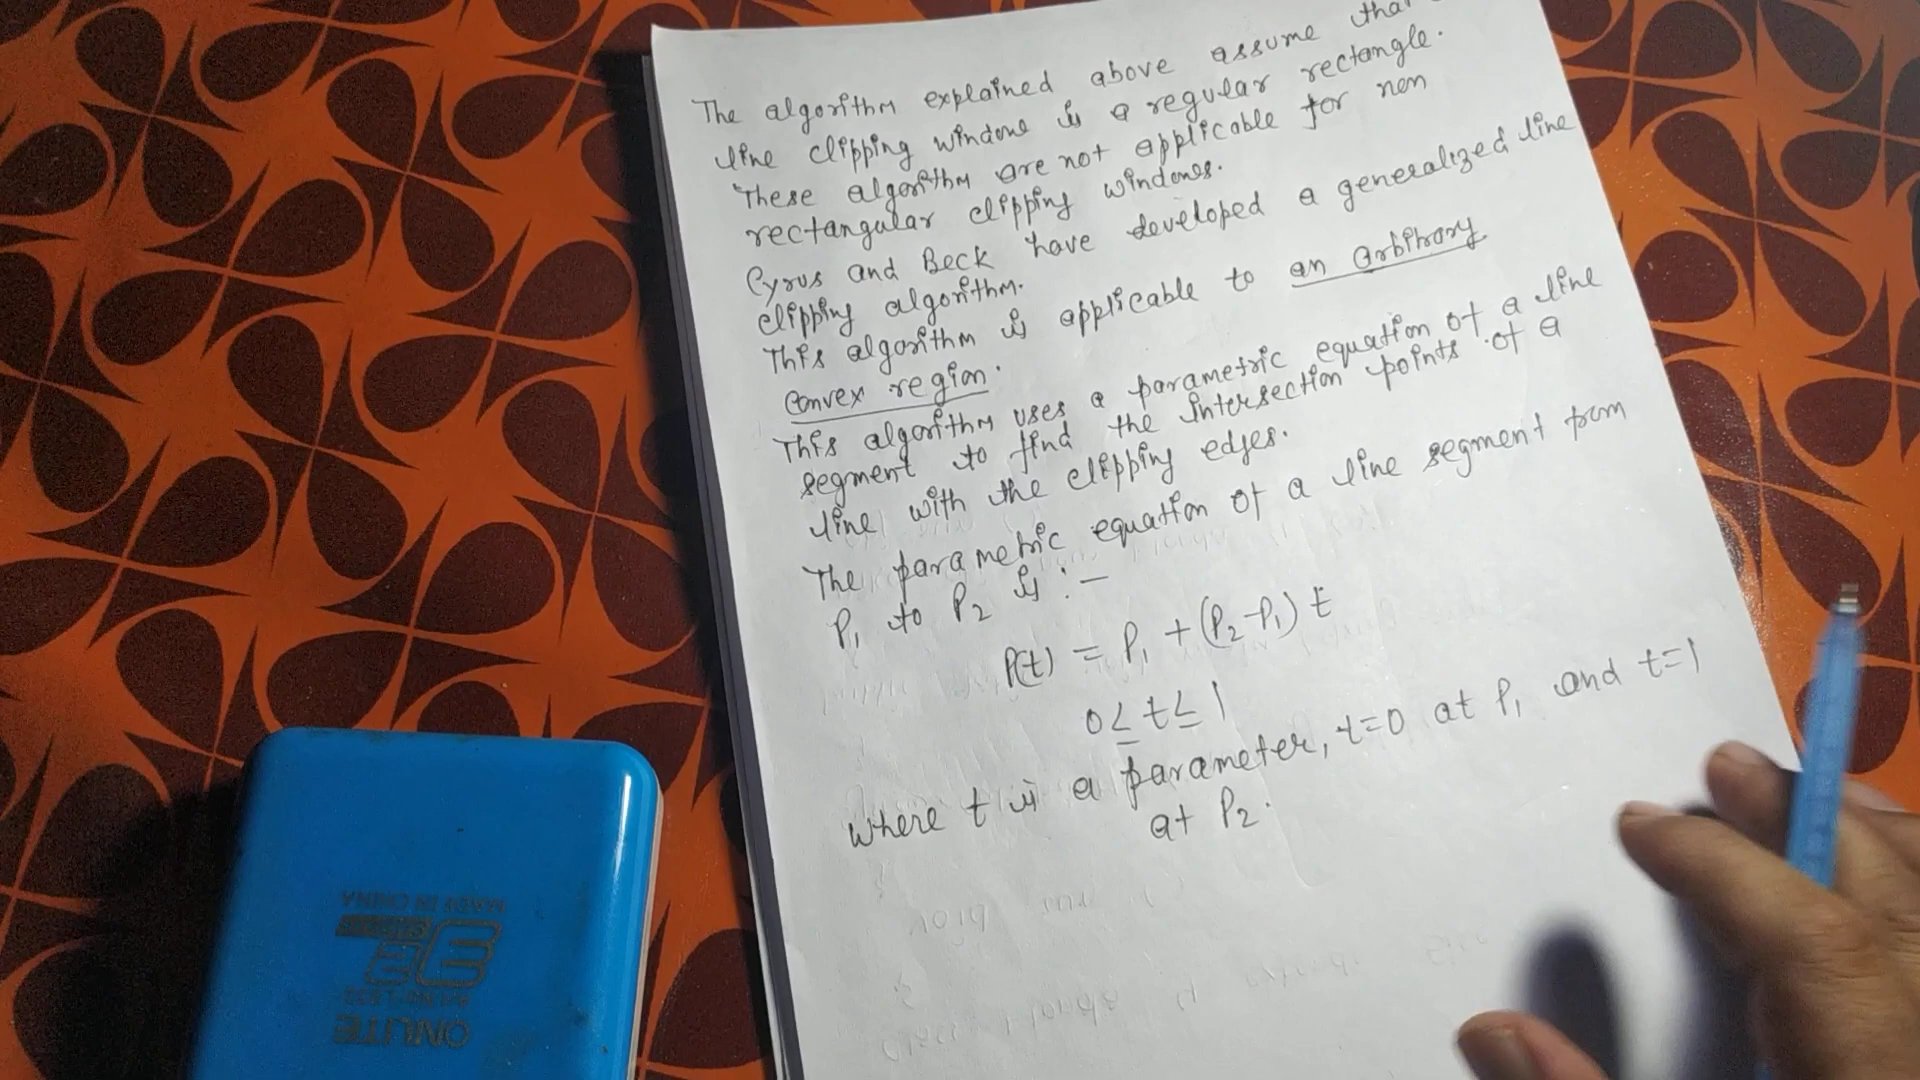 The algorithm explained above assume that
line clipping windows is a regular rectangle.
These algorithm are not applicable for non
rectangular clipping windows.
Cyrus and Beck have developed a generalized line
clipping algorithm.
This algorithm is applicable to an arbitrary
convex region.
This algorithm uses a parametric equation of a line
segment to find the intersection points of a
line with the clipping edges.
The parametric equation of a line segment from
P1 to P2 is :-
P(t) = P1 + (P2-P1) t
0 ≤ t ≤ 1
where t is a parameter, t=0 at P1 and t=1
at P2.
MADE IN CHINA
ONLITE